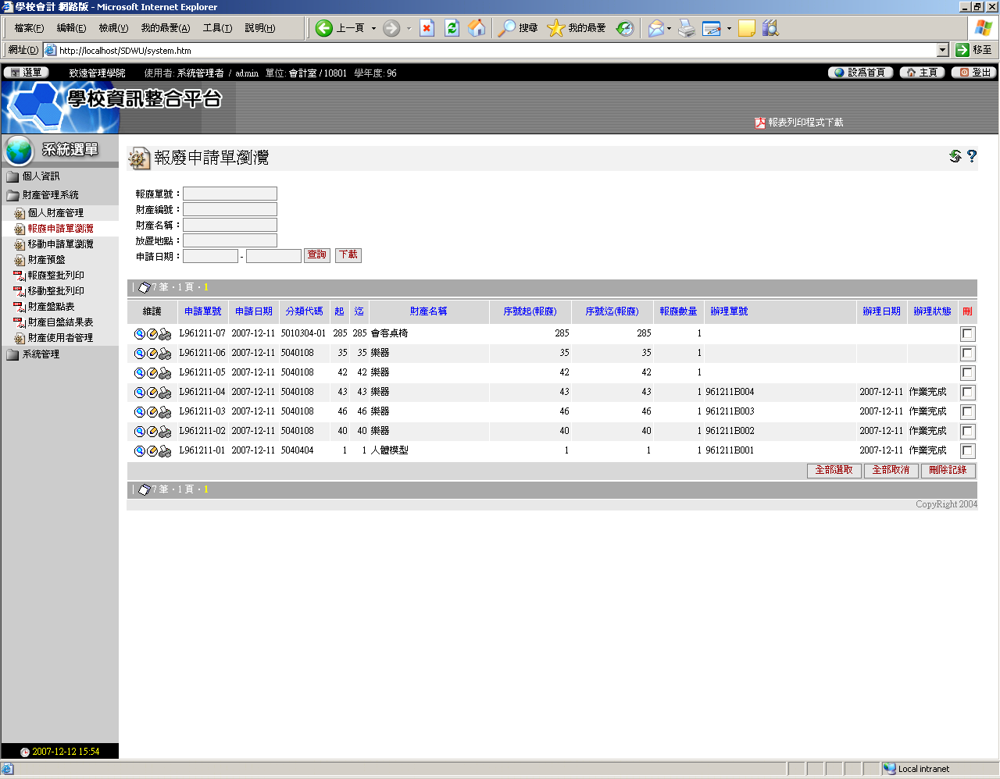 學校會計 網路版 - Microsoft Internet Explorer
檔案(F) 編輯(E) 檢視(V) 我的最愛(A) 工具(T) 說明(H) 上一頁 搜尋 我的最愛
網址(D) http://localhost/SDWU/system.htm 移至
選單 致遠管理學院 使用者: 系統管理者 / admin 單位: 會計室 / 10801 學年度: 96 設為首頁 主頁 登出
學校資訊整合平台
報表列印程式下載
系統選單
個人資訊
財產管理系統
個人財產管理
報廢申請單瀏覽
移動申請單瀏覽
財產預盤
報廢整批列印
移動整批列印
財產盤點表
財產自盤結果表
財產使用者管理
系統管理
2007-12-12 15:54
報廢申請單瀏灠
報廢單號：
財產編號：
財產名稱：
放置地點：
申請日期： - 查詢 下載
| 7 筆‧1 頁‧1
維護 申請單號 申請日期 分類代碼 起 迄 財產名稱 序號起(報廢) 序號迄(報廢) 報廢數量 辦理單號 辦理日期 辦理狀態 刪
L961211-07 2007-12-11 5010304-01 285 285 會客桌椅 285 285 1
L961211-06 2007-12-11 5040108 35 35 樂器 35 35 1
L961211-05 2007-12-11 5040108 42 42 樂器 42 42 1
L961211-04 2007-12-11 5040108 43 43 樂器 43 43 1 961211B004 2007-12-11 作業完成
L961211-03 2007-12-11 5040108 46 46 樂器 46 46 1 961211B003 2007-12-11 作業完成
L961211-02 2007-12-11 5040108 40 40 樂器 40 40 1 961211B002 2007-12-11 作業完成
L961211-01 2007-12-11 5040404 1 1 人體模型 1 1 1 961211B001 2007-12-11 作業完成
全部選取 全部取消 刪除記錄
| 7 筆‧1 頁‧1
CopyRight 2004
Local intranet